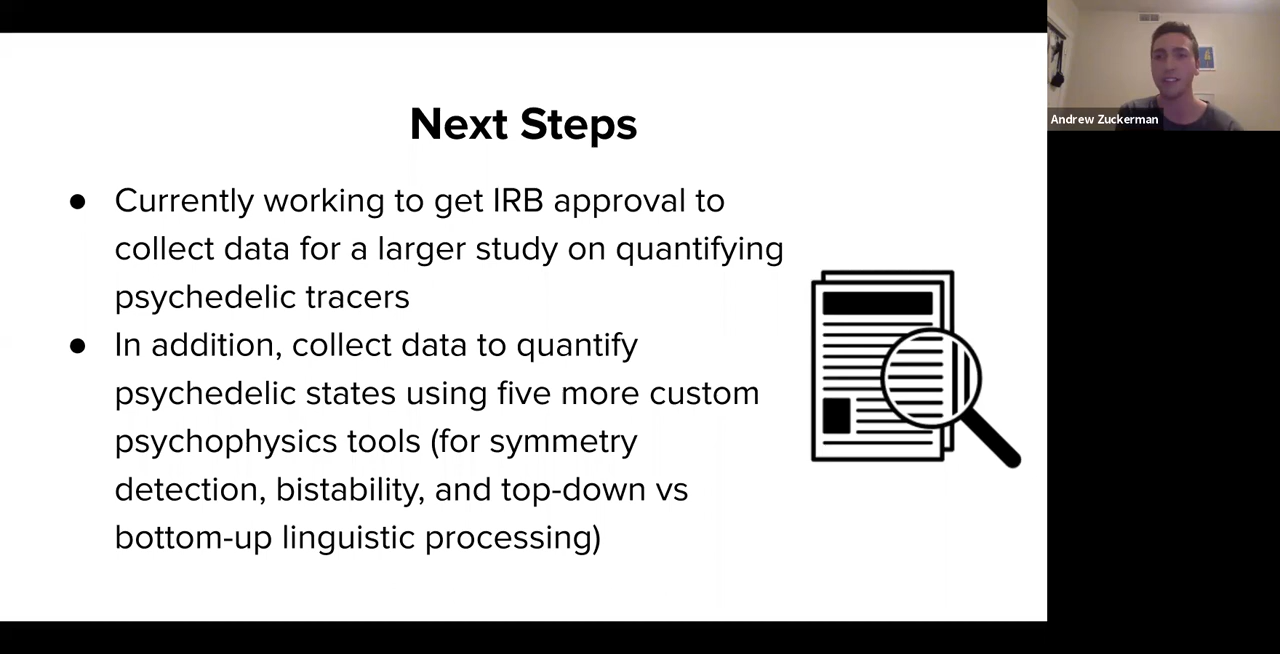 Next Steps
● Currently working to get IRB approval to
collect data for a larger study on quantifying
psychedelic tracers
● In addition, collect data to quantify
psychedelic states using five more custom
psychophysics tools (for symmetry
detection, bistability, and top-down vs
bottom-up linguistic processing)
Andrew Zuckerman